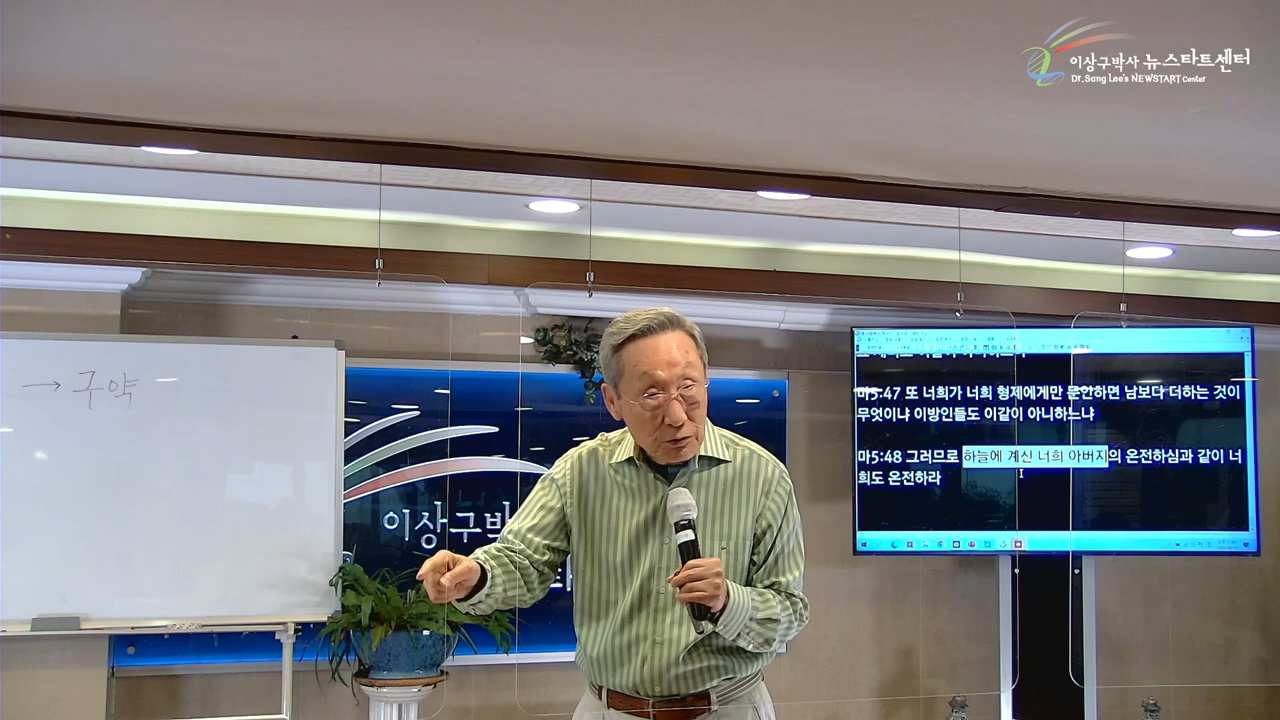 이상구박사 뉴스타트센터
Dr. Sang Lee's NEWSTART Center
→ 구약
이상구박
마5:47 또 너희가 너희 형제에게만 문안하면 남보다 더하는 것이
무엇이냐 이방인들도 이같이 아니하느냐
마5:48 그러므로 하늘에 계신 너희 아버지의 온전하심과 같이 너
희도 온전하라